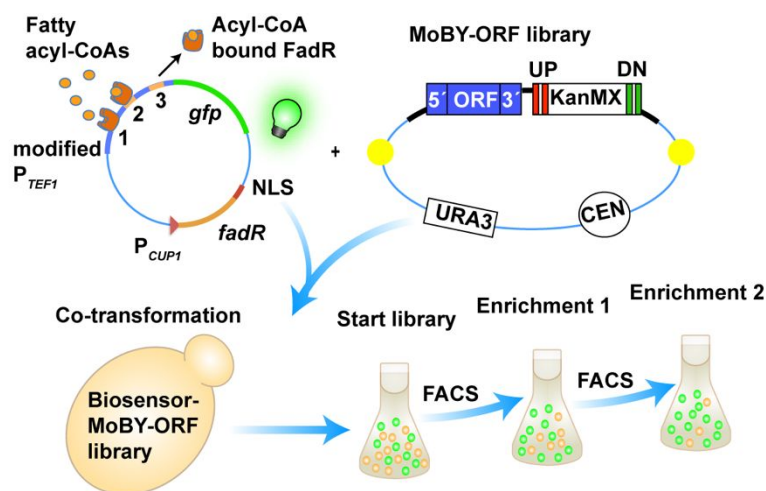 Fatty
acyl-CoAs
Acyl-CoA
bound FadR
1
2
3
gfp
modified
P_TEF1
NLS
fadR
P_CUP1
+
MoBY-ORF library
UP
DN
5´ ORF 3´
KanMX
URA3
CEN
Co-transformation
Biosensor-
MoBY-ORF
library
Start library
FACS
Enrichment 1
FACS
Enrichment 2